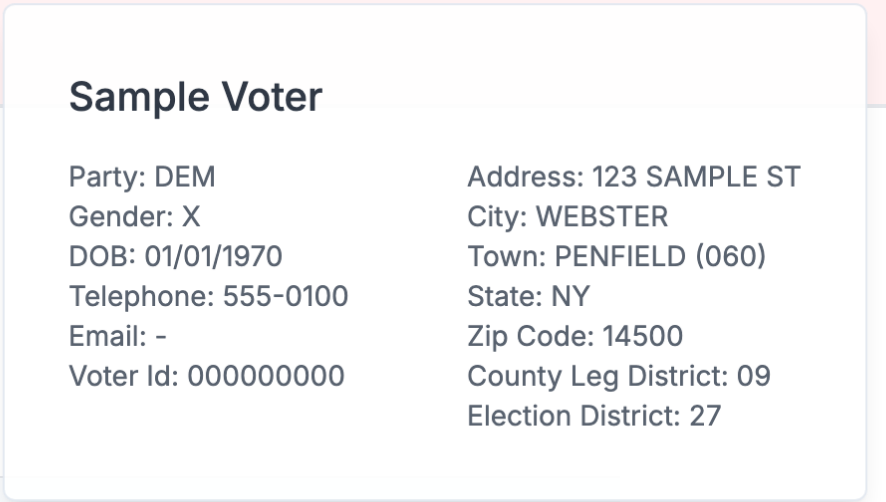 Sample Voter
Party: DEM
Gender: X
DOB: 01/01/1970
Telephone: 555-0100
Email: -
Voter Id: 000000000
Address: 123 SAMPLE ST
City: WEBSTER
Town: PENFIELD (060)
State: NY
Zip Code: 14500
County Leg District: 09
Election District: 27